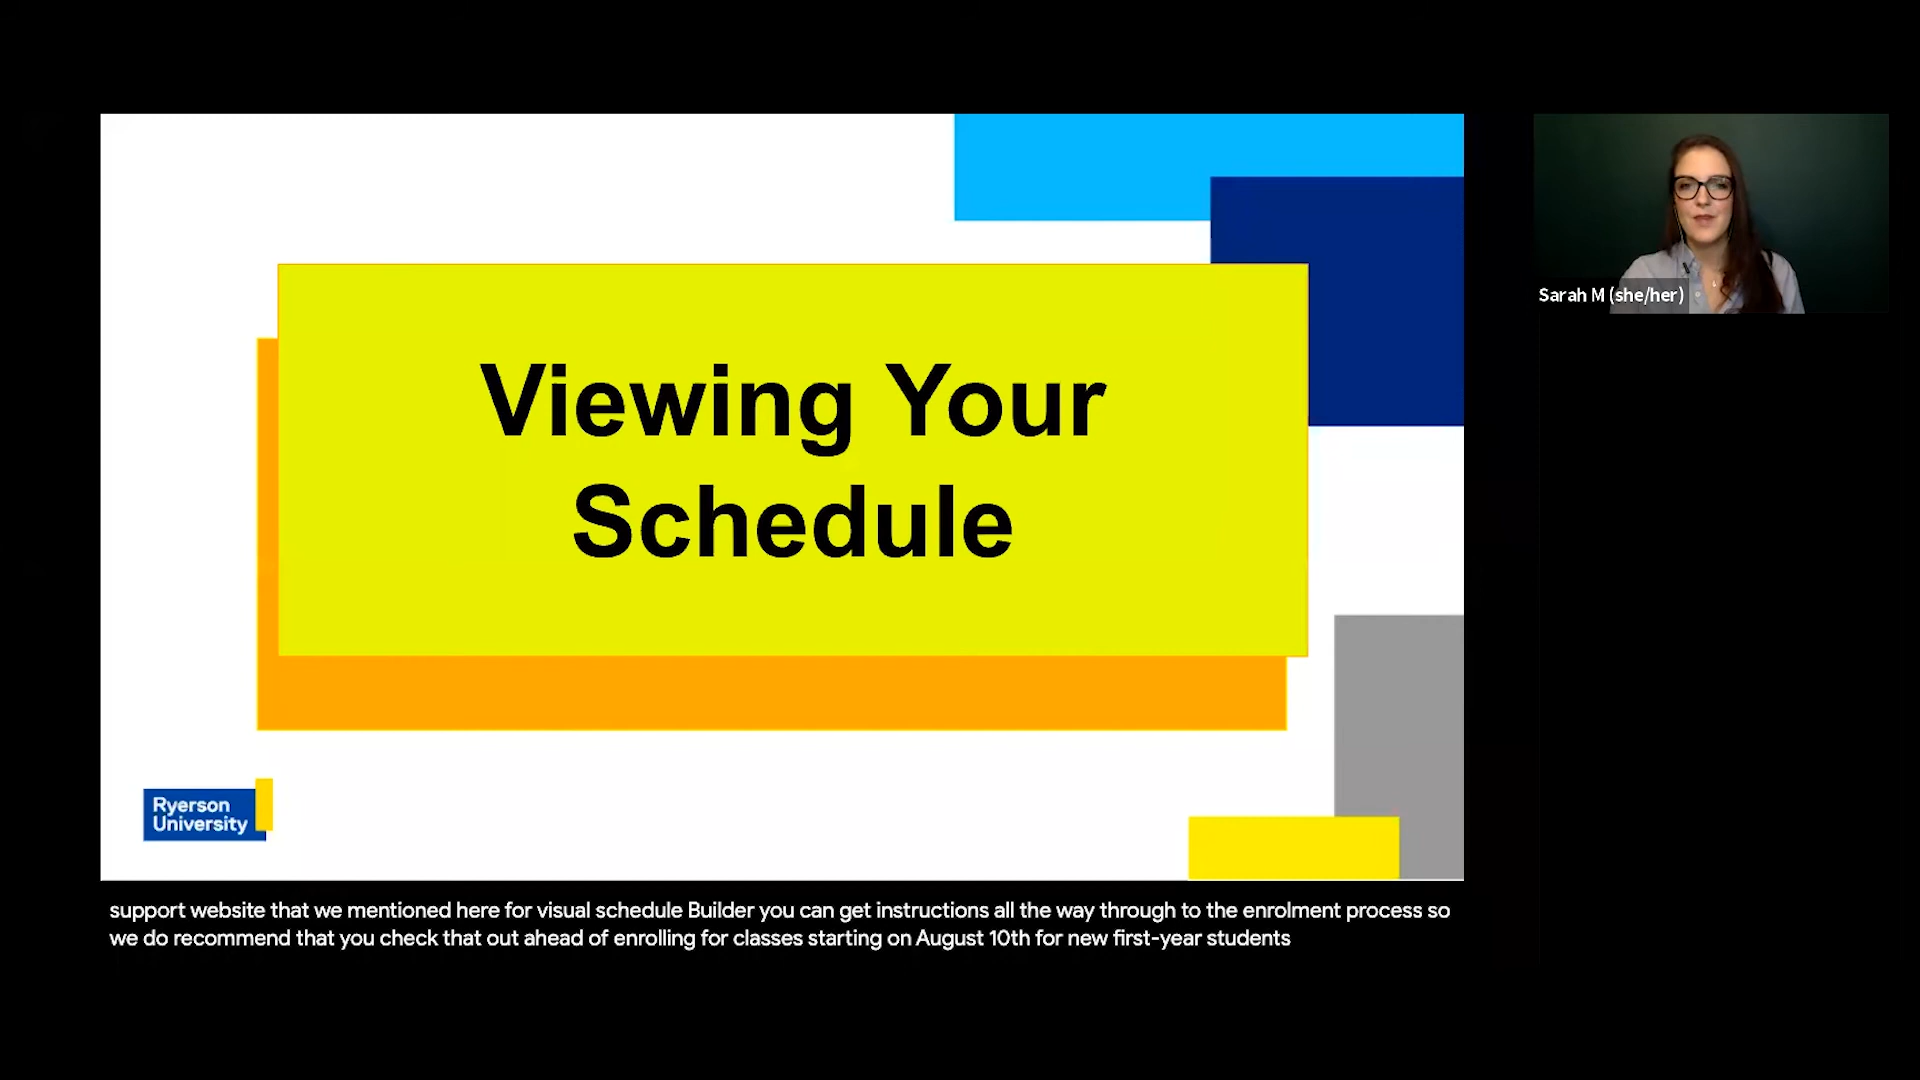 Viewing Your
Schedule
Sarah M (she/her)
Ryerson
University
support website that we mentioned here for visual schedule Builder you can get instructions all the way through to the enrolment process so
we do recommend that you check that out ahead of enrolling for classes starting on August 10th for new first-year students